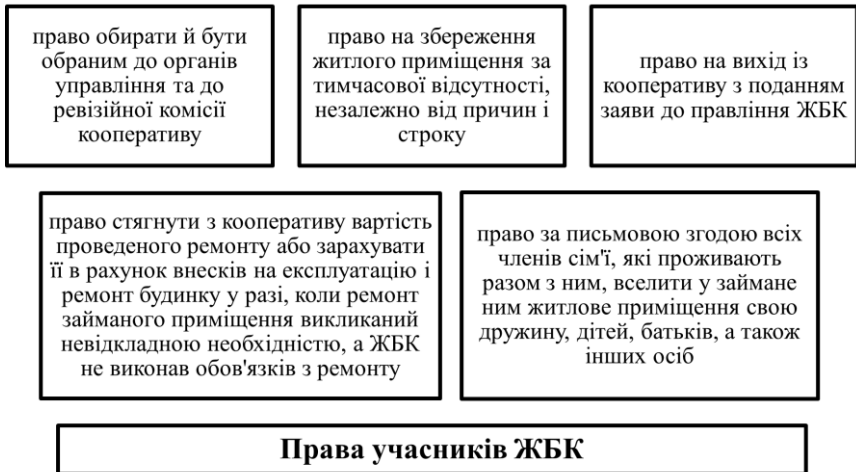 право обирати й бути
обраним до органів
управління та до
ревізійної комісії
кооперативу
право на збереження
житлого приміщення за
тимчасової відсутності,
незалежно від причин і
строку
право на вихід із
кооперативу з поданням
заяви до правління ЖБК
право стягнути з кооперативу вартість
проведеного ремонту або зарахувати
її в рахунок внесків на експлуатацію і
ремонт будинку у разі, коли ремонт
займаного приміщення викликаний
невідкладною необхідністю, а ЖБК
не виконав обов'язків з ремонту
право за письмовою згодою всіх
членів сім'ї, які проживають
разом з ним, вселити у займане
ним житлове приміщення свою
дружину, дітей, батьків, а також
інших осіб
Права учасників ЖБК